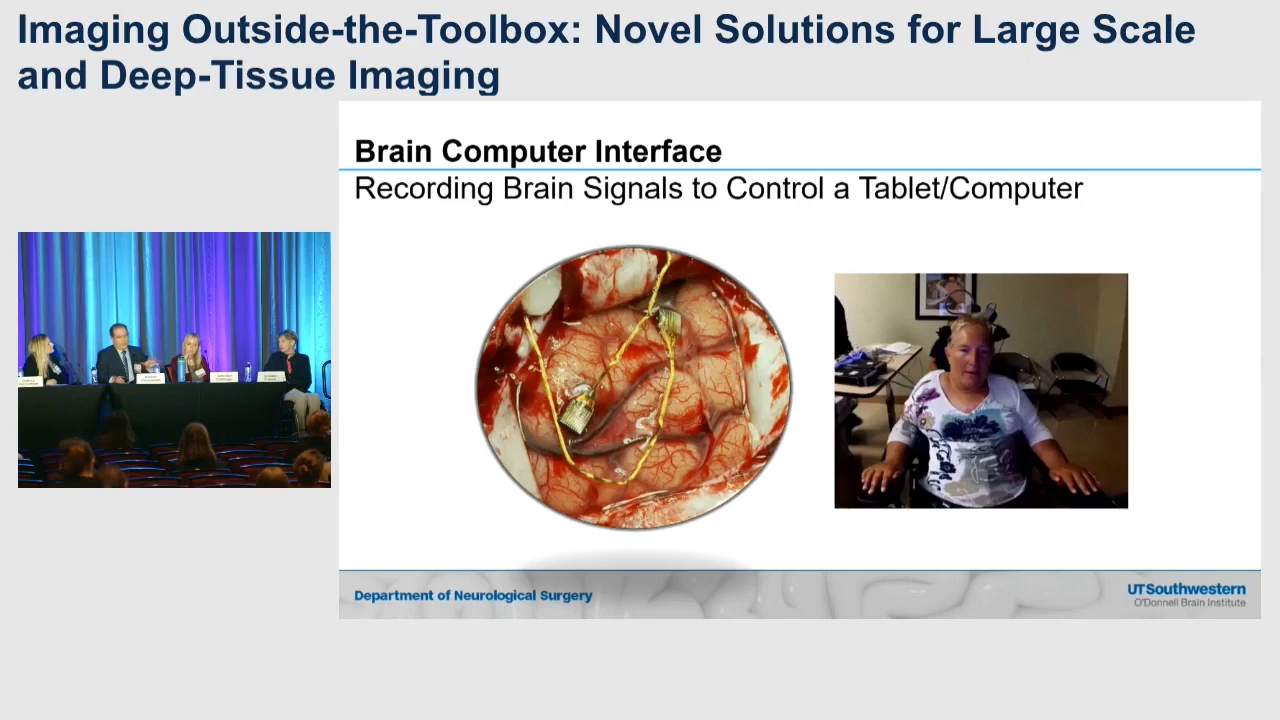 Imaging Outside-the-Toolbox: Novel Solutions for Large Scale
and Deep-Tissue Imaging
Brain Computer Interface
Recording Brain Signals to Control a Tablet/Computer
Department of Neurological Surgery
UTSouthwestern
O'Donnell Brain Institute